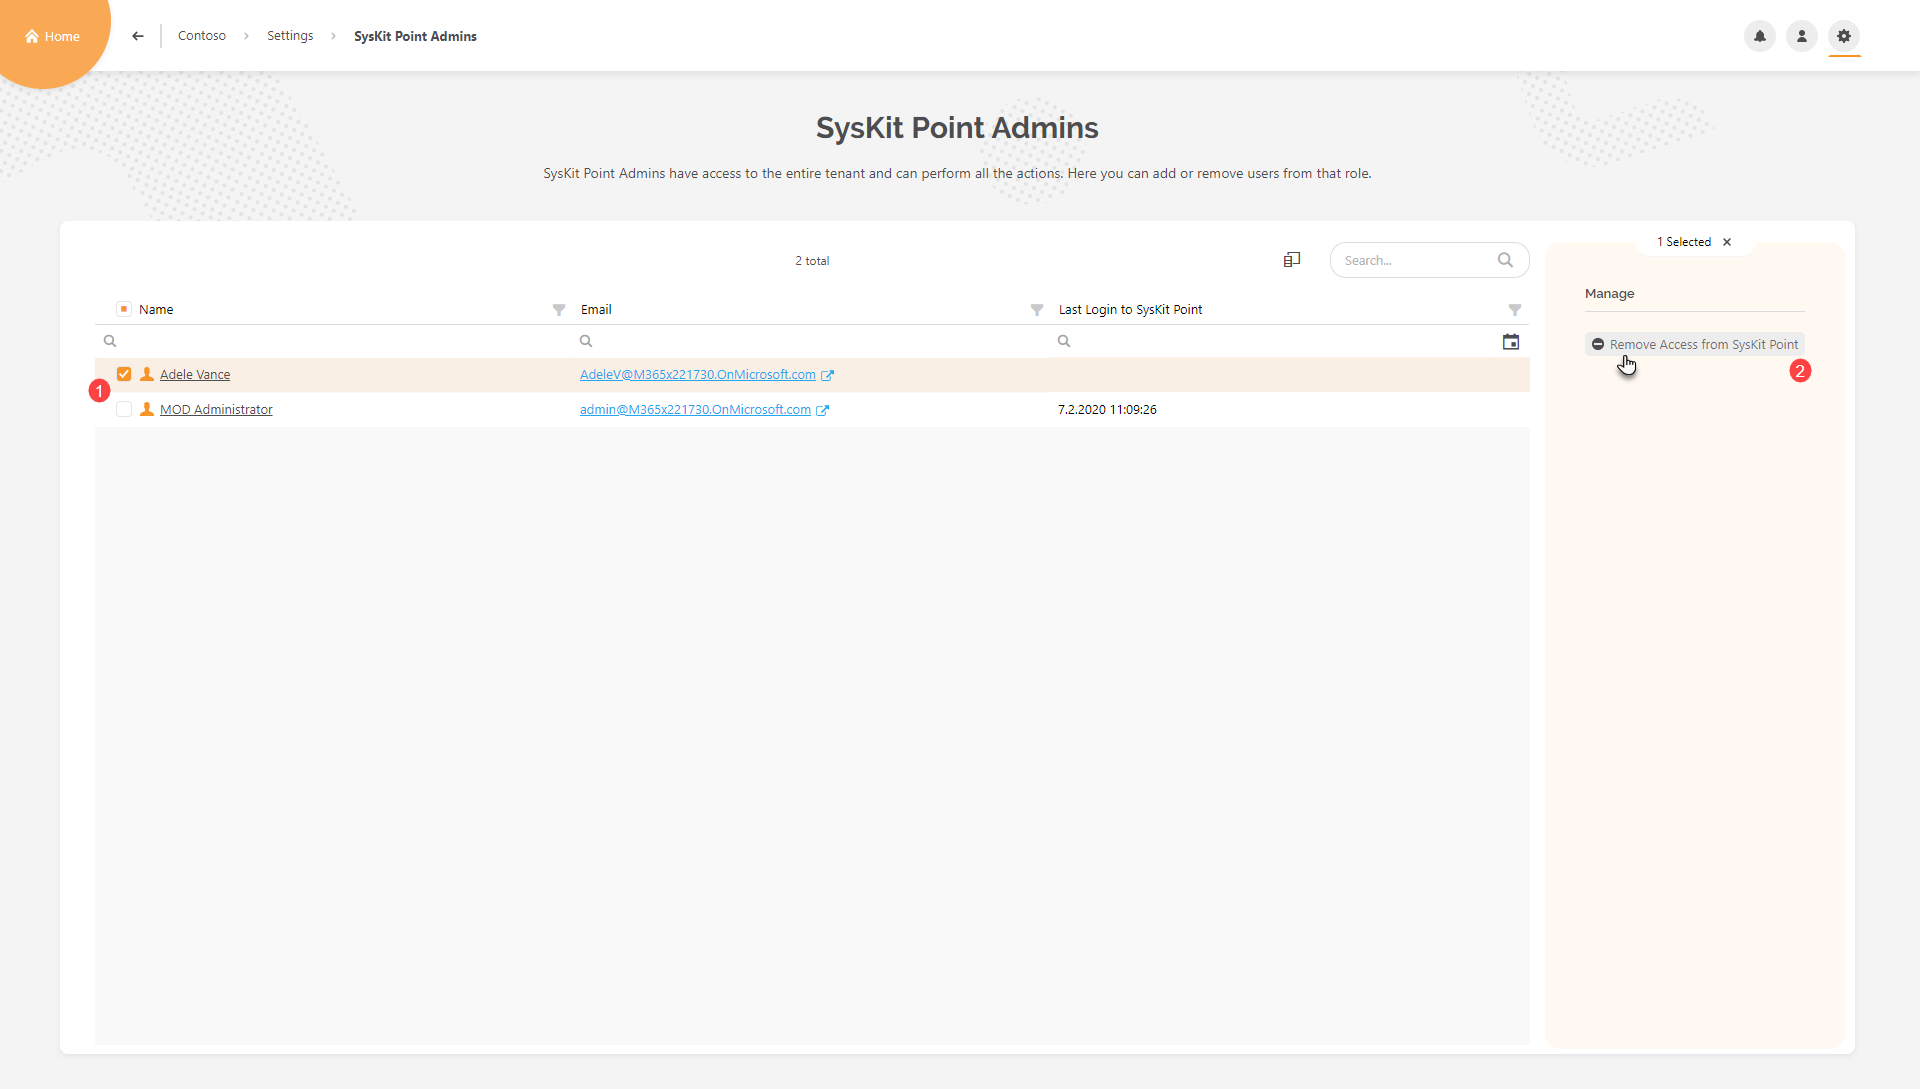 Home
Contoso > Settings > SysKit Point Admins
SysKit Point Admins
SysKit Point Admins have access to the entire tenant and can perform all the actions. Here you can add or remove users from that role.
2 total
Search...
1 Selected ×
Manage
Remove Access from SysKit Point
2
Name Email Last Login to SysKit Point
1
Adele Vance AdeleV@M365x221730.OnMicrosoft.com
MOD Administrator admin@M365x221730.OnMicrosoft.com 7.2.2020 11:09:26